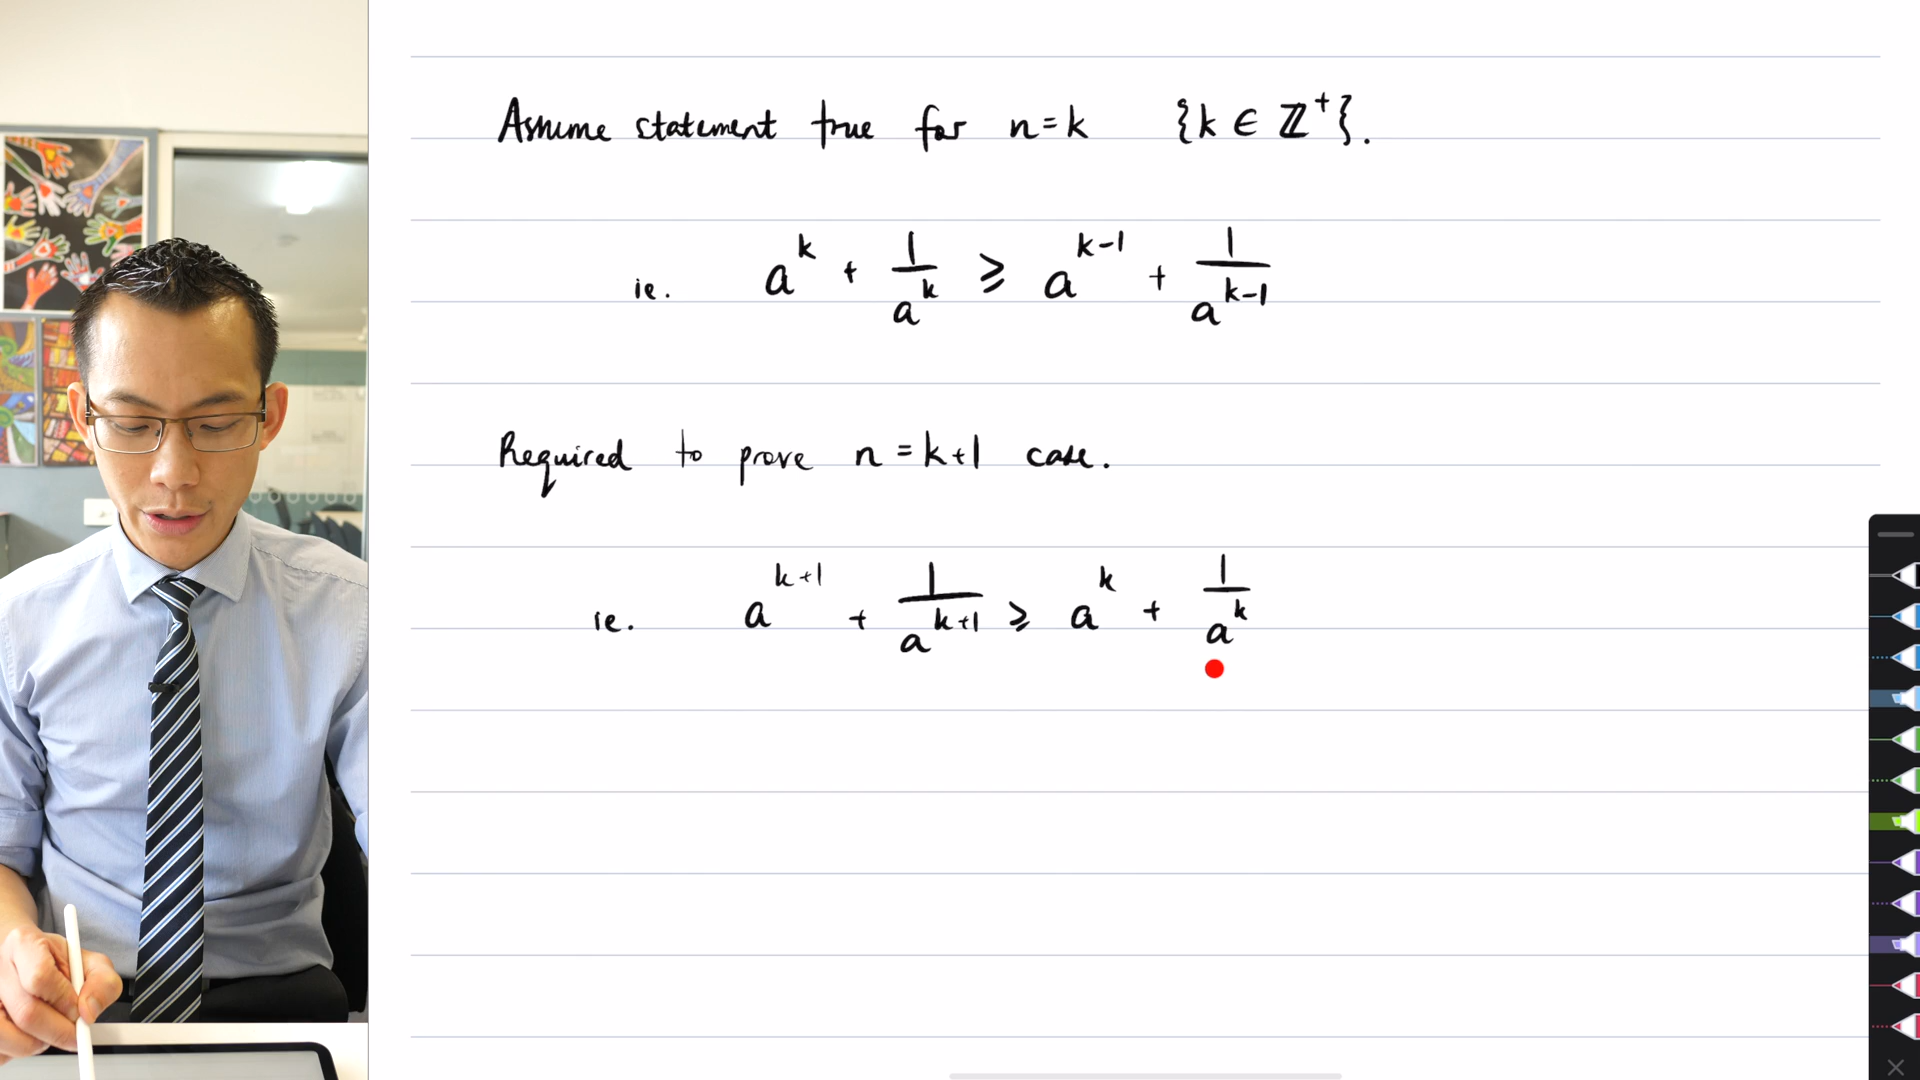 Assume statement true for n=k {k ∈ ℤ⁺}.
ie. a^k + 1/a^k ⩾ a^(k-1) + 1/a^(k-1)
Required to prove n=k+1 case.
ie. a^(k+1) + 1/a^(k+1) ⩾ a^k + 1/a^k